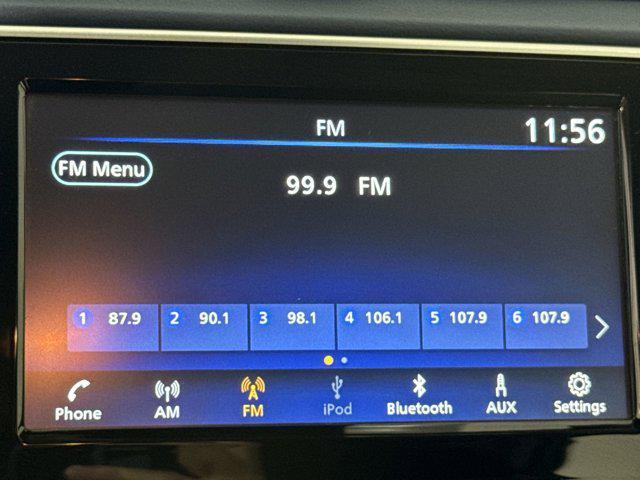 FM
11:56
FM Menu
99.9 FM
1 87.9 2 90.1 3 98.1 4 106.1 5 107.9 6 107.9
Phone AM FM iPod Bluetooth AUX Settings